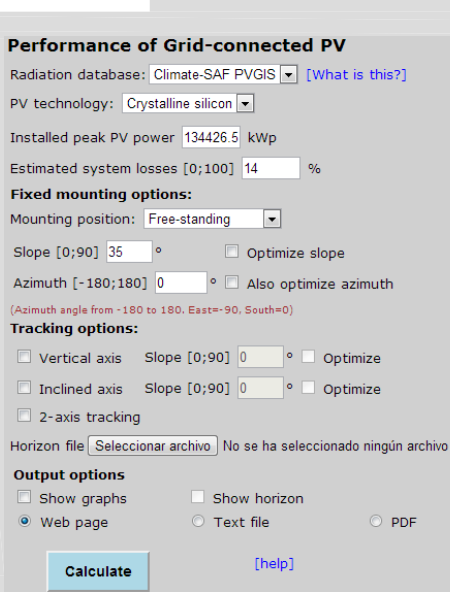 Performance of Grid-connected PV
Radiation database: Climate-SAF PVGIS [What is this?]
PV technology: Crystalline silicon
Installed peak PV power 134426.5 kWp
Estimated system losses [0;100] 14 %
Fixed mounting options:
Mounting position: Free-standing
Slope [0;90] 35 º Optimize slope
Azimuth [-180;180] 0 º Also optimize azimuth
(Azimuth angle from -180 to 180. East=-90, South=0)
Tracking options:
Vertical axis Slope [0;90] 0 º Optimize
Inclined axis Slope [0;90] 0 º Optimize
2-axis tracking
Horizon file Seleccionar archivo No se ha seleccionado ningún archivo
Output options
Show graphs Show horizon
Web page Text file PDF
Calculate [help]